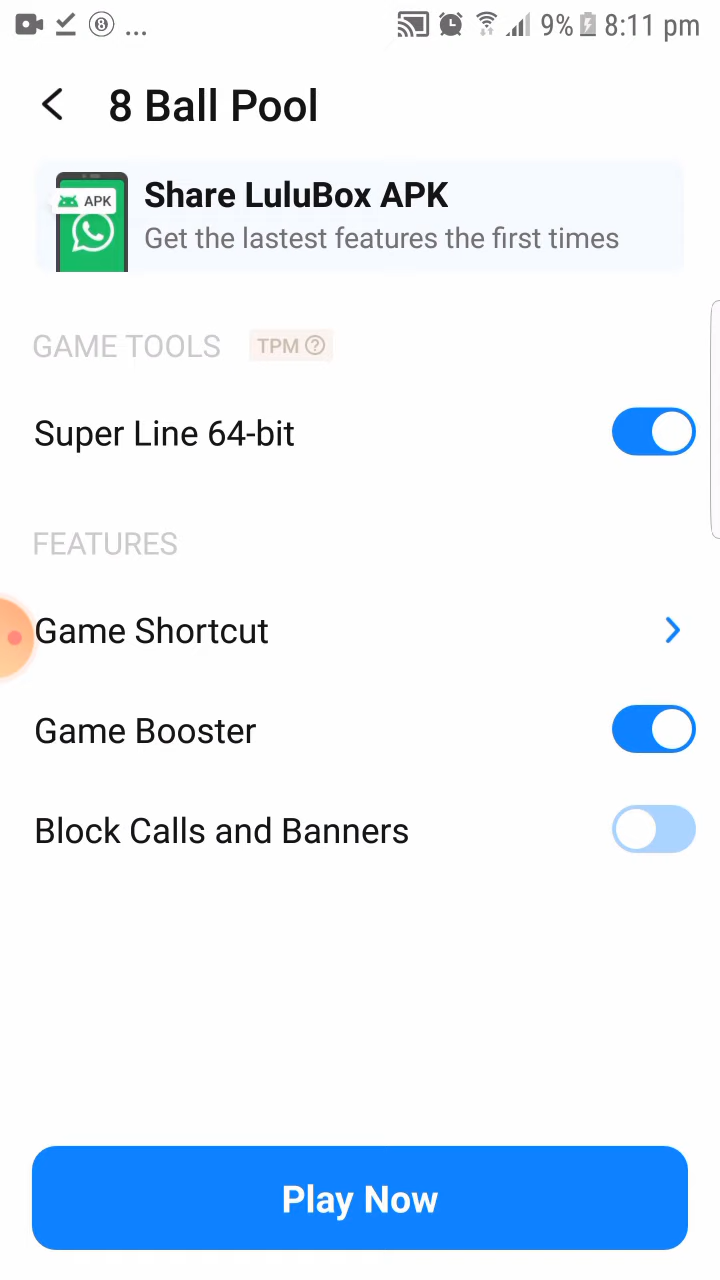 ... 9% 8:11 pm
8 Ball Pool
APK
Share LuluBox APK
Get the lastest features the first times
GAME TOOLS TPM ?
Super Line 64-bit
FEATURES
Game Shortcut
Game Booster
Block Calls and Banners
Play Now